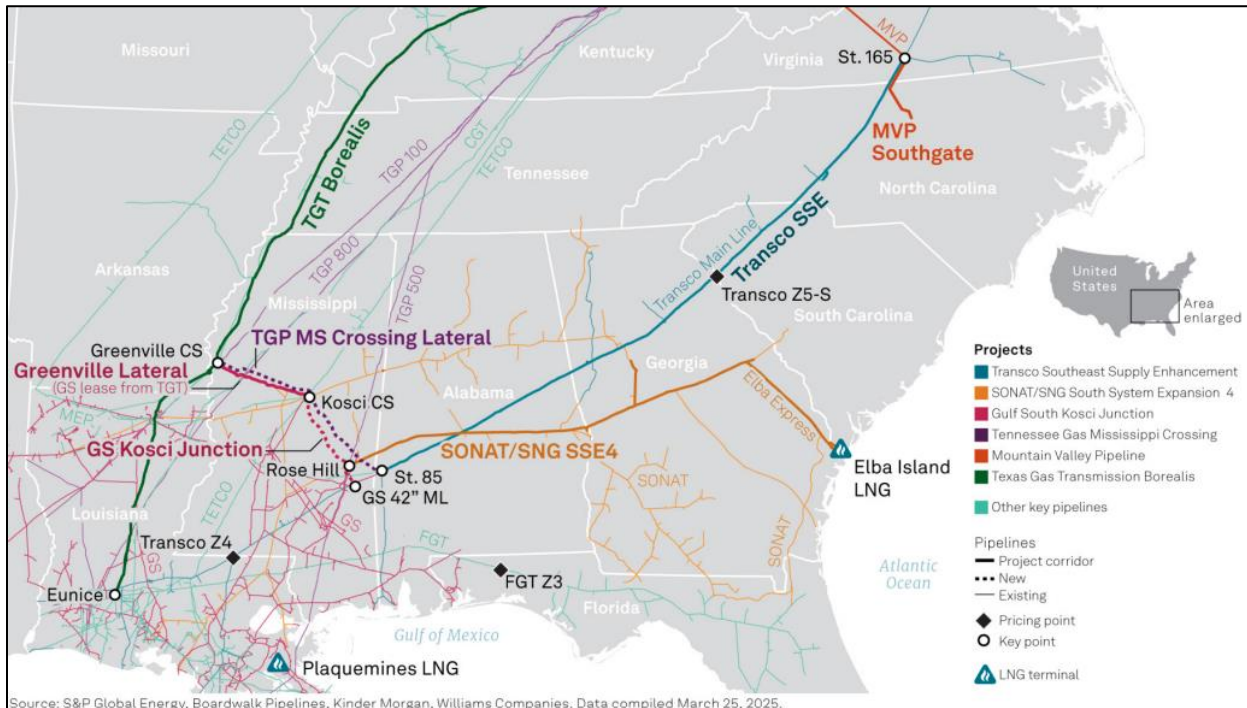 Missouri
Kentucky
Virginia
MVP
St. 165
MVP
Southgate
TETCO
TGT Borealis
TGP 100
CGT
TETCO
Tennessee
North Carolina
Arkansas
TGP 800
TGP 500
Mississippi
Transco Main Line
Transco SSE
Transco Z5-S
South Carolina
United
States
Area
enlarged
Greenville CS
TGP MS Crossing Lateral
Greenville Lateral
(GS lease from TGT)
Georgia
Alabama
Kosci CS
MEP
Elba Express
GS Kosci Junction
Rose Hill
SONAT/SNG SSE4
St. 85
GS 42" ML
Elba Island
LNG
Louisiana
TETCO
GS
SONAT
SONAT
Transco Z4
GS
FGT
FGT Z3
Eunice
Florida
Atlantic
Ocean
Gulf of Mexico
Plaquemines LNG
Projects
Transco Southeast Supply Enhancement
SONAT/SNG South System Expansion 4
Gulf South Kosci Junction
Tennessee Gas Mississippi Crossing
Mountain Valley Pipeline
Texas Gas Transmission Borealis
Other key pipelines
Pipelines
Project corridor
New
Existing
Pricing point
Key point
LNG terminal
Source: S&P Global Energy, Boardwalk Pipelines, Kinder Morgan, Williams Companies. Data compiled March 25, 2025.